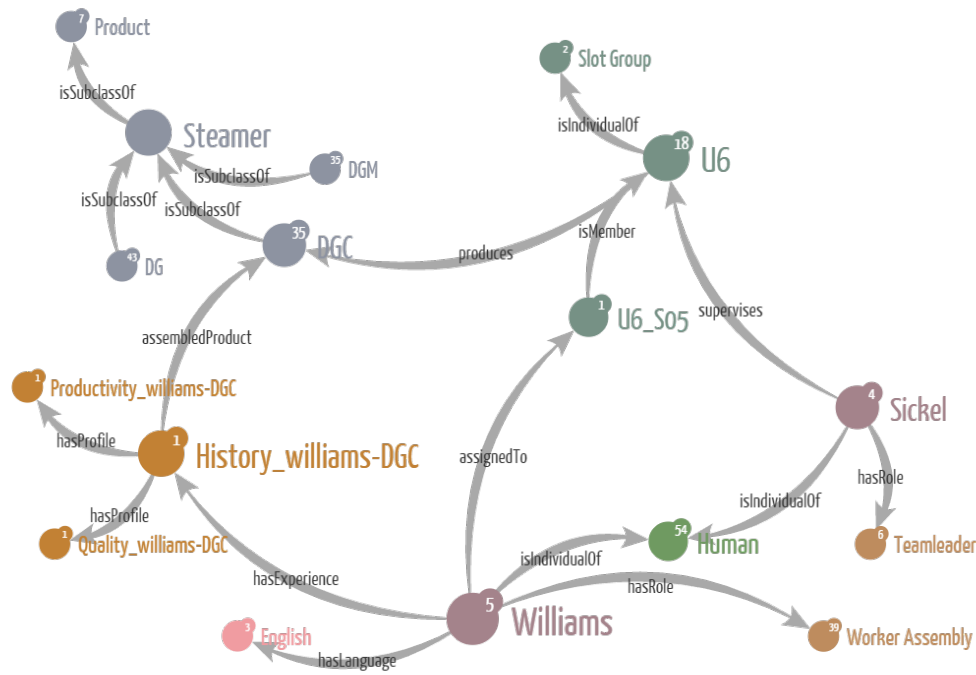 7
Product
2
Slot Group
isSubclassOf
isIndividualOf
Steamer
18
U6
35
DGM
isSubclassOf
isSubclassOf
isSubclassOf
35
DGC
isMember
produces
43
DG
1
U6_S05
supervises
assembledProduct
1
Productivity_williams-DGC
4
Sickel
hasProfile
1
History_williams-DGC
assignedTo
hasRole
isIndividualOf
hasProfile
1
Quality_williams-DGC
54
Human
6
Teamleader
isIndividualOf
hasExperience
hasRole
5
Williams
3
English
39
Worker Assembly
hasLanguage